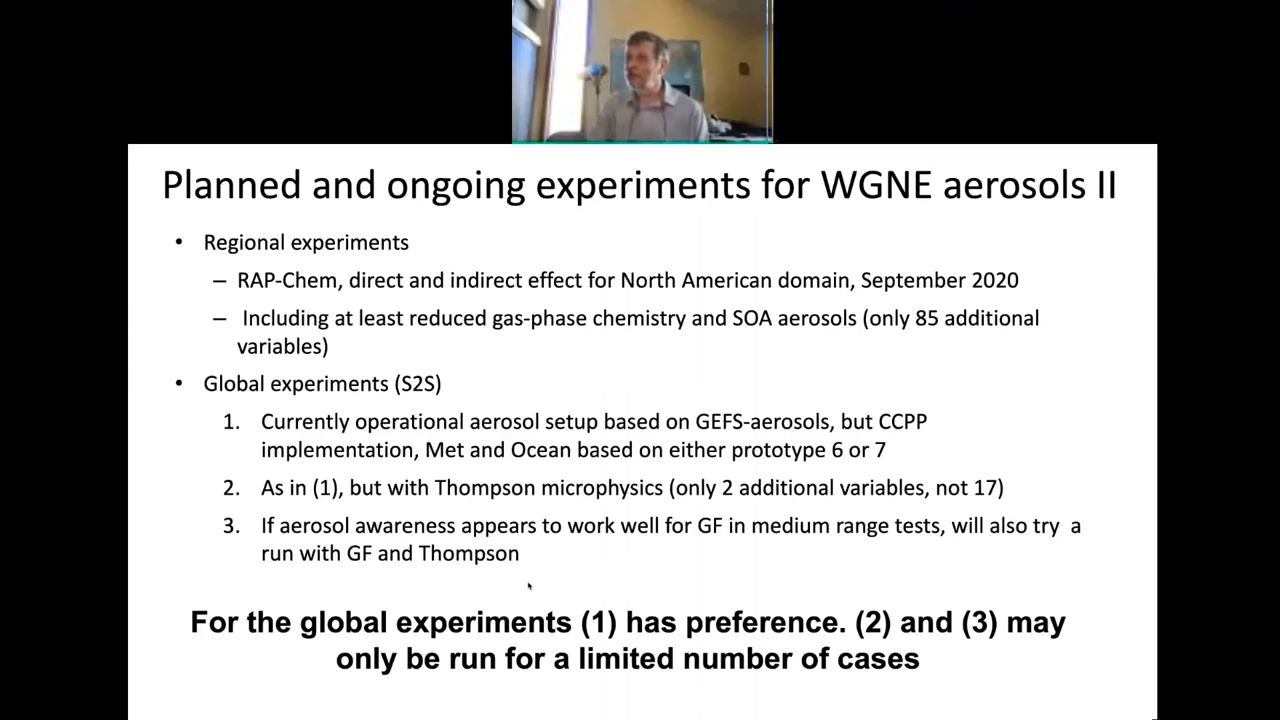 Planned and ongoing experiments for WGNE aerosols II
• Regional experiments
– RAP-Chem, direct and indirect effect for North American domain, September 2020
– Including at least reduced gas-phase chemistry and SOA aerosols (only 85 additional
variables)
• Global experiments (S2S)
1. Currently operational aerosol setup based on GEFS-aerosols, but CCPP
implementation, Met and Ocean based on either prototype 6 or 7
2. As in (1), but with Thompson microphysics (only 2 additional variables, not 17)
3. If aerosol awareness appears to work well for GF in medium range tests, will also try a
run with GF and Thompson
For the global experiments (1) has preference. (2) and (3) may
only be run for a limited number of cases